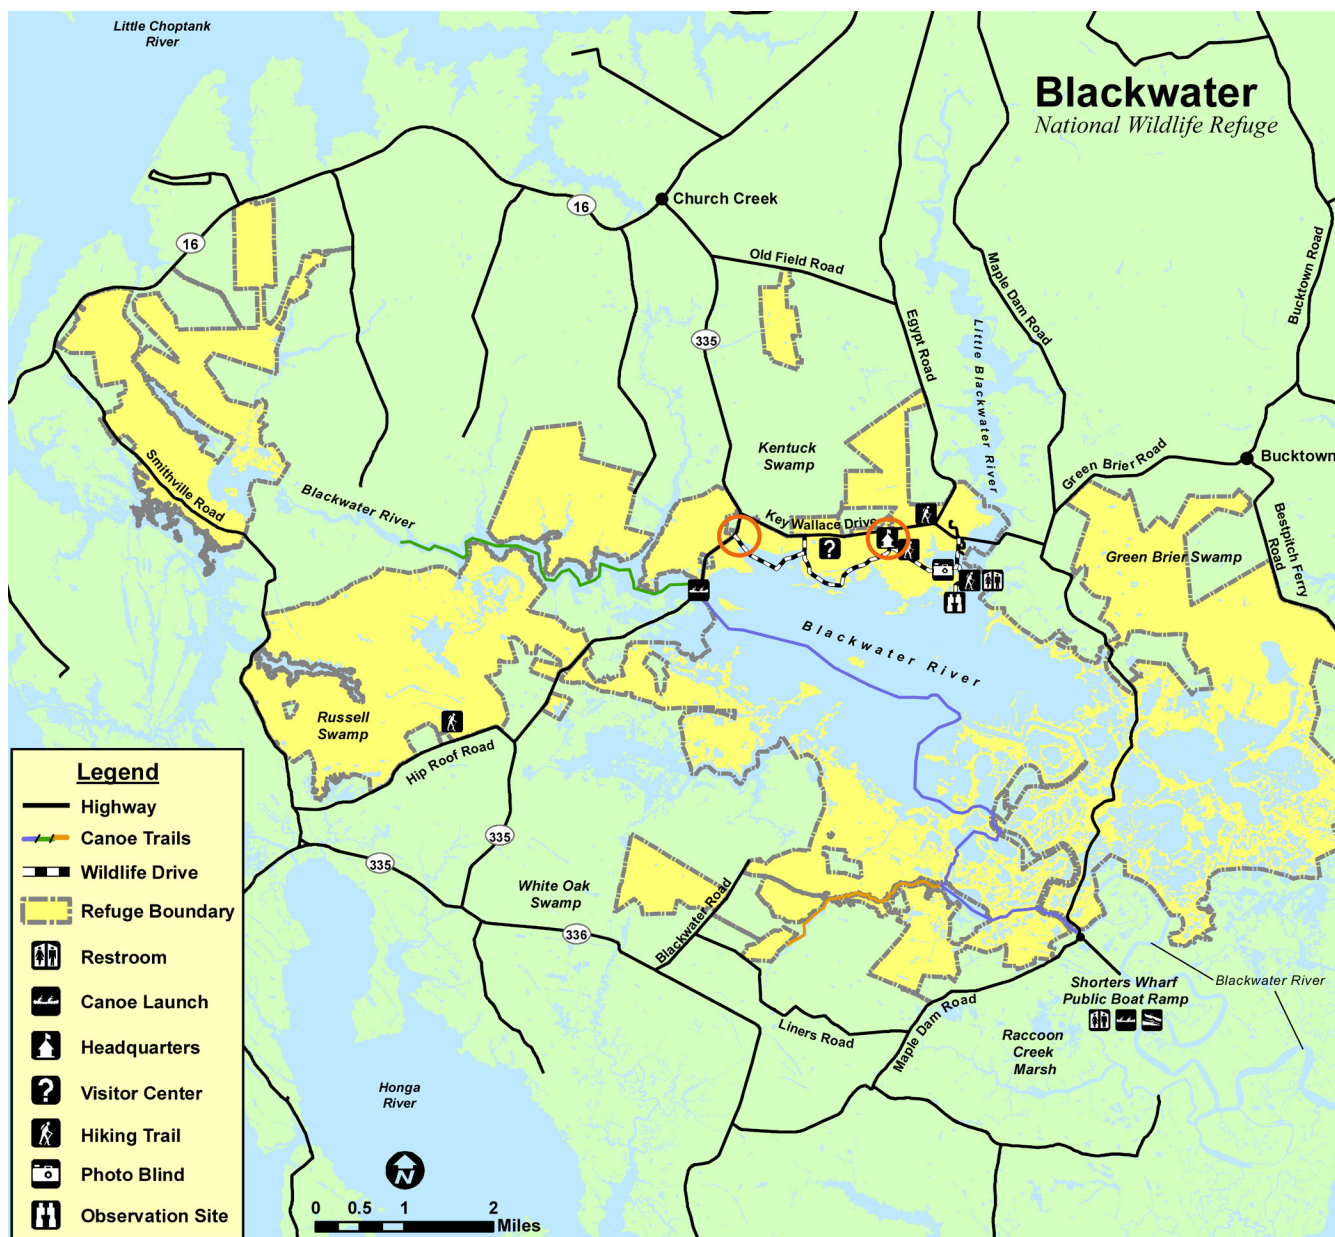 Little Choptank
River
Blackwater
National Wildlife Refuge
Church Creek
16
16
Old Field Road
335
Egypt Road
Little Blackwater River
Maple Dam Road
Bucktown Road
Kentuck
Swamp
Green Brier Road
Bucktown
Smithville Road
Blackwater River
Key Wallace Drive
?
Green Brier Swamp
Bestpitch Ferry
Road
Blackwater River
Russell
Swamp
Hip Roof Road
335
335
White Oak
Swamp
336
Blackwater Road
Liners Road
Maple Dam Road
Shorters Wharf
Public Boat Ramp
Blackwater River
Raccoon
Creek
Marsh
Honga
River
Legend
Highway
Canoe Trails
Wildlife Drive
Refuge Boundary
Restroom
Canoe Launch
Headquarters
? Visitor Center
Hiking Trail
Photo Blind
Observation Site
N
0 0.5 1 2
Miles